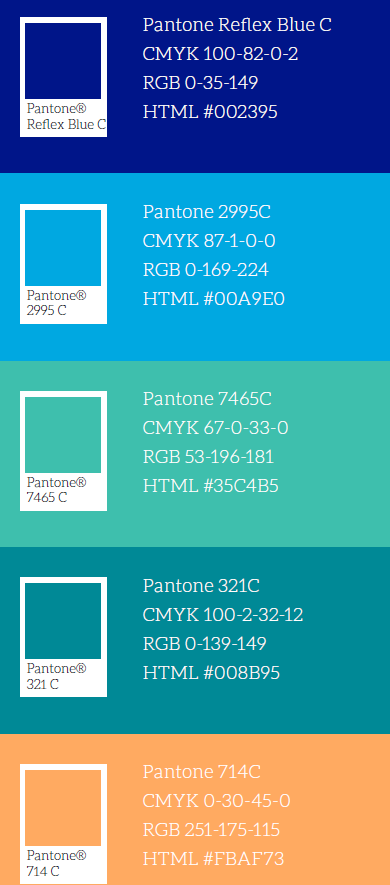 Pantone Reflex Blue C
CMYK 100-82-0-2
RGB 0-35-149
HTML #002395
Pantone®
Reflex Blue C
Pantone 2995C
CMYK 87-1-0-0
RGB 0-169-224
HTML #00A9E0
Pantone®
2995 C
Pantone 7465C
CMYK 67-0-33-0
RGB 53-196-181
HTML #35C4B5
Pantone®
7465 C
Pantone 321C
CMYK 100-2-32-12
RGB 0-139-149
HTML #008B95
Pantone®
321 C
Pantone 714C
CMYK 0-30-45-0
RGB 251-175-115
HTML #FBAF73
Pantone®
714 C